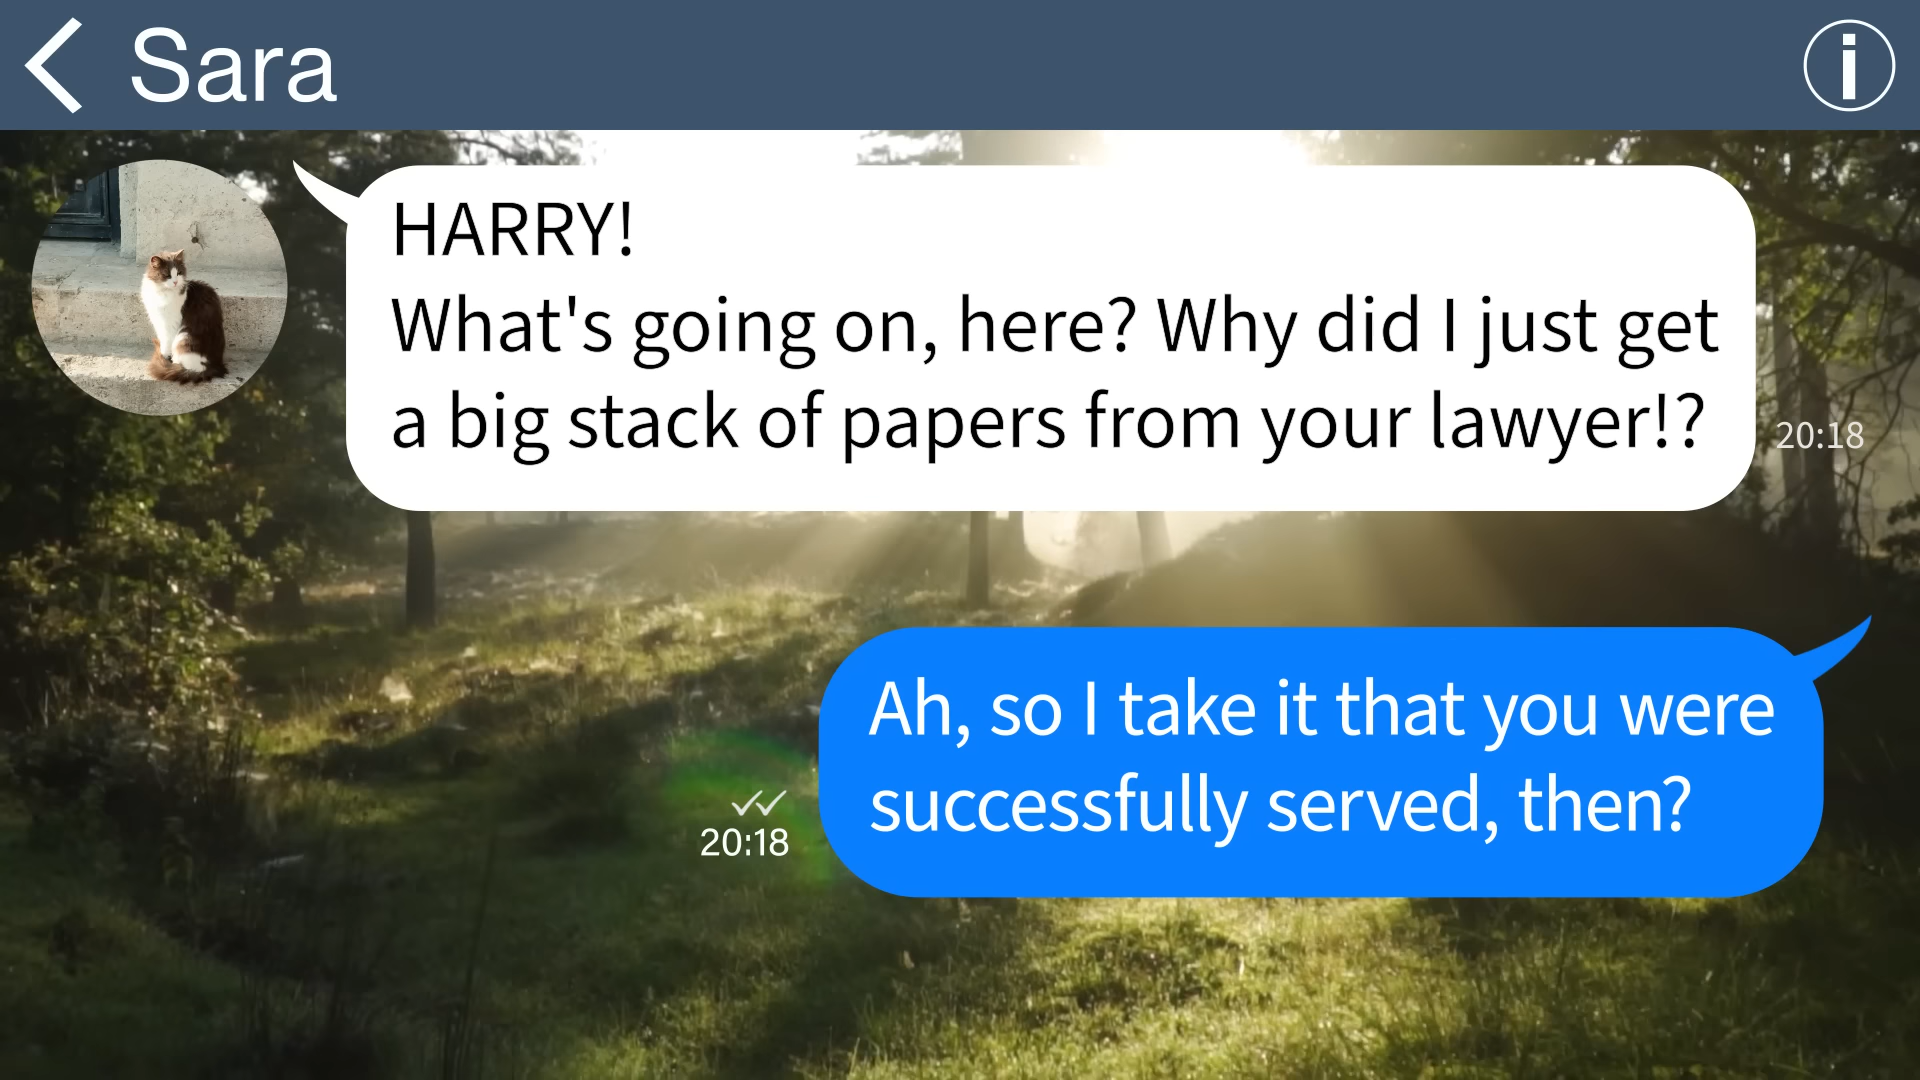 Sara
HARRY!
What's going on, here? Why did I just get
a big stack of papers from your lawyer!?
20:18
Ah, so I take it that you were
successfully served, then?
20:18